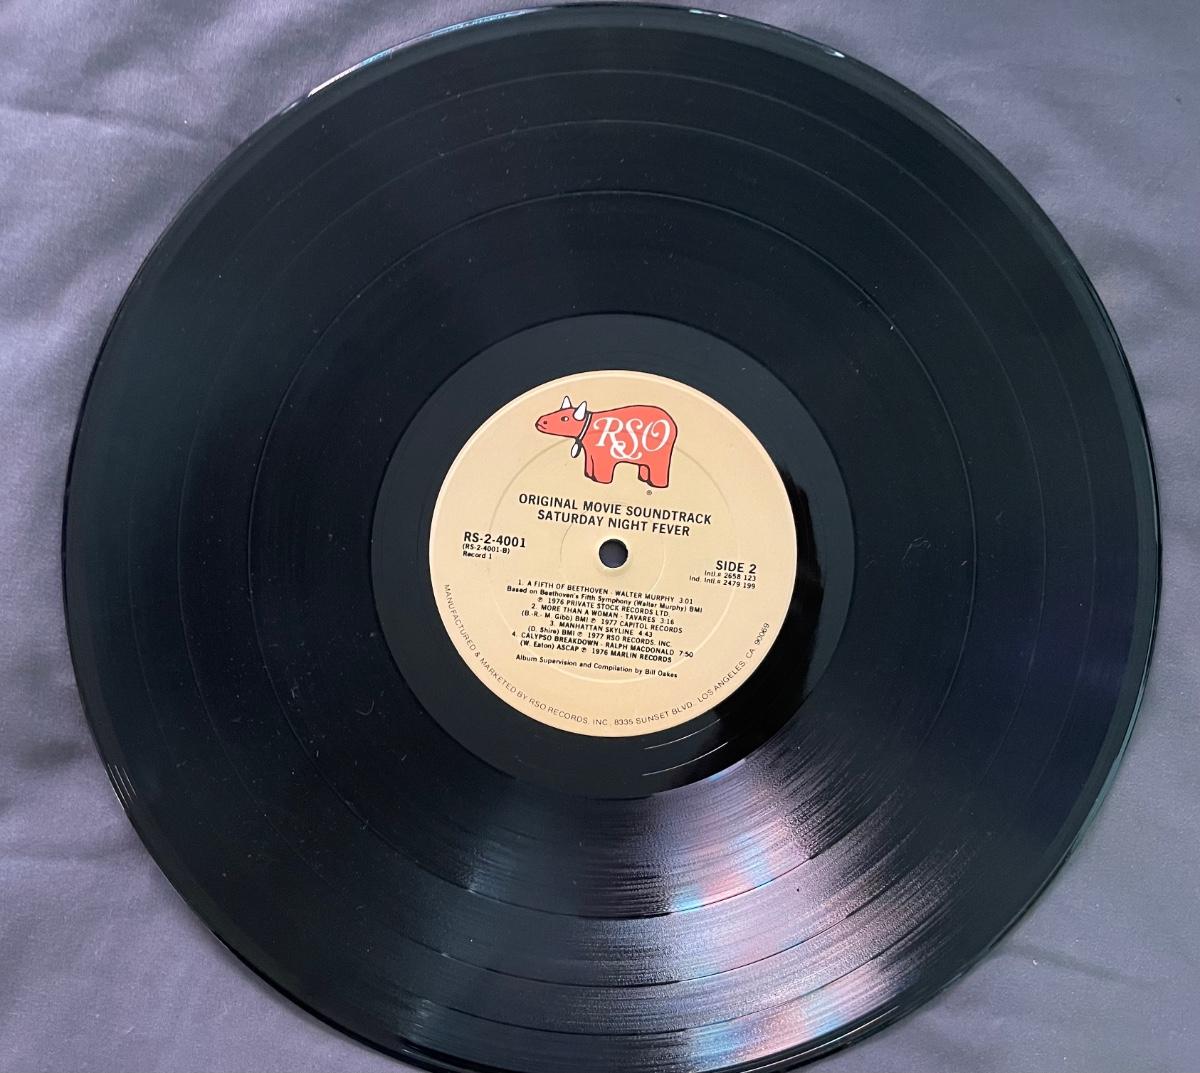 RSO
®
ORIGINAL MOVIE SOUNDTRACK
SATURDAY NIGHT FEVER
RS-2-4001
(RS-2-4001-B)
Record 1
SIDE 2
Intl.# 2658 123
Ind. Intl.# 2479 199
1. A FIFTH OF BEETHOVEN - WALTER MURPHY 3:01
Based on Beethoven's Fifth Symphony (Walter Murphy) BMI
℗ 1976 PRIVATE STOCK RECORDS LTD.
2. MORE THAN A WOMAN - TAVARES 3:16
(B.-R.- M. Gibb) BMI ℗ 1977 CAPITOL RECORDS
3. MANHATTAN SKYLINE 4:43
(D. Shire) BMI ℗ 1977 RSO RECORDS, INC.
4. CALYPSO BREAKDOWN - RALPH MACDONALD 7:50
(W. Eaton) ASCAP ℗ 1976 MARLIN RECORDS
Album Supervision and Compilation by Bill Oakes
MANUFACTURED & MARKETED BY RSO RECORDS, INC., 8335 SUNSET BLVD., LOS ANGELES, CA 90069